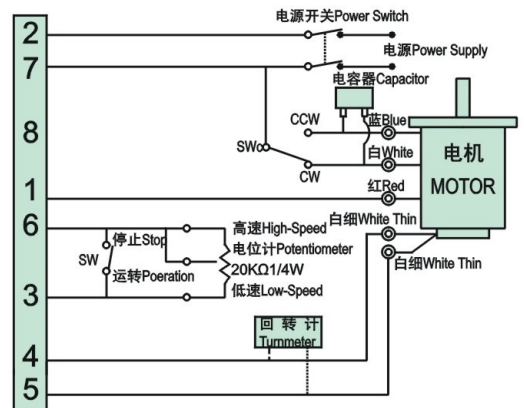 电源开关Power Switch
2
电源Power Supply
7
电容器Capacitor
CCW
蓝Blue
8
SW
白White
电机
MOTOR
CW
1
红Red
6
高速High-Speed
白细White Thin
停止Stop
电位计Potentiometer
SW
20KΩ1/4W
白细White Thin
运转Poeration
3
低速Low-Speed
回转计
Turnmeter
4
5